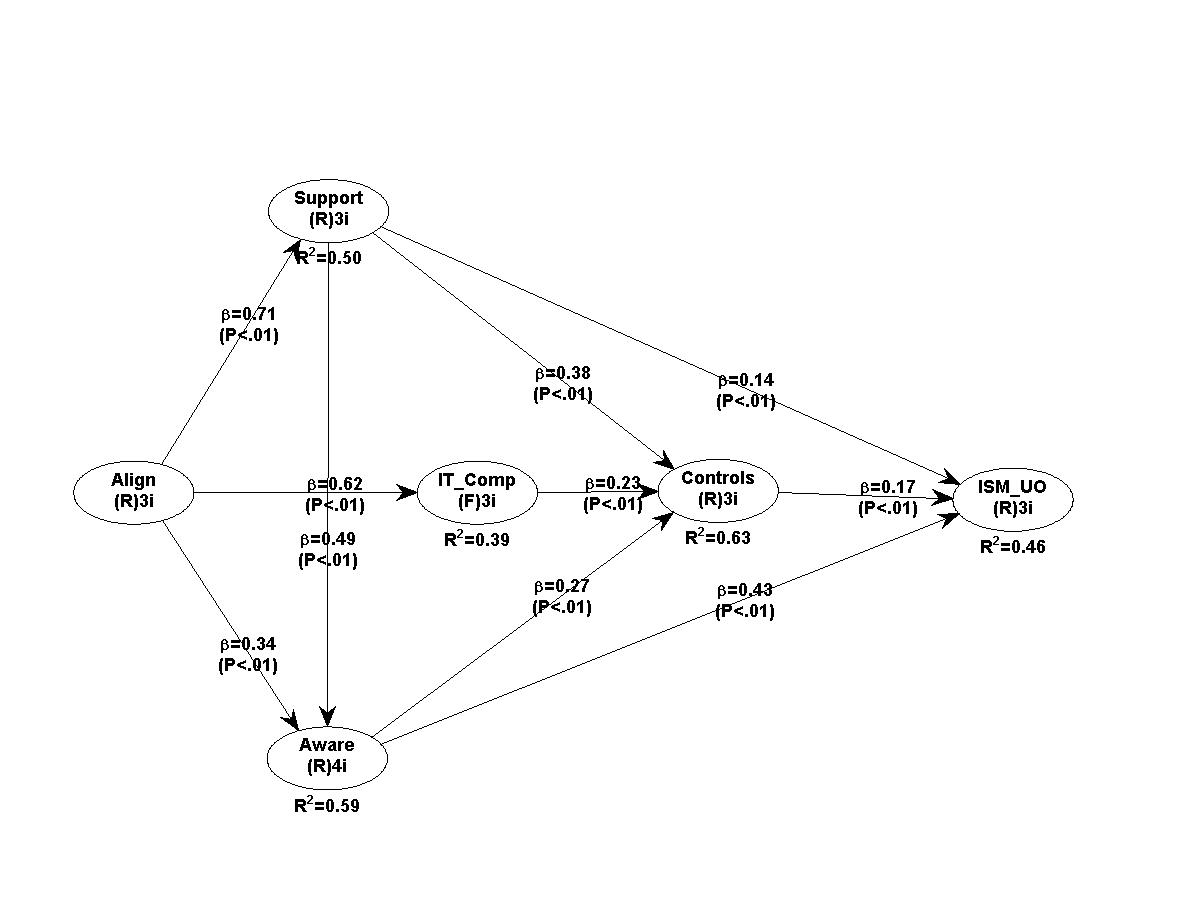 Support
(R)3i
R²=0.50
β=0.71
(P<.01)
β=0.38
(P<.01)
β=0.14
(P<.01)
Align
(R)3i
β=0.62
(P<.01)
IT_Comp
(F)3i
R²=0.39
β=0.23
(P<.01)
Controls
(R)3i
R²=0.63
β=0.17
(P<.01)
ISM_UO
(R)3i
R²=0.46
β=0.49
(P<.01)
β=0.27
(P<.01)
β=0.43
(P<.01)
β=0.34
(P<.01)
Aware
(R)4i
R²=0.59